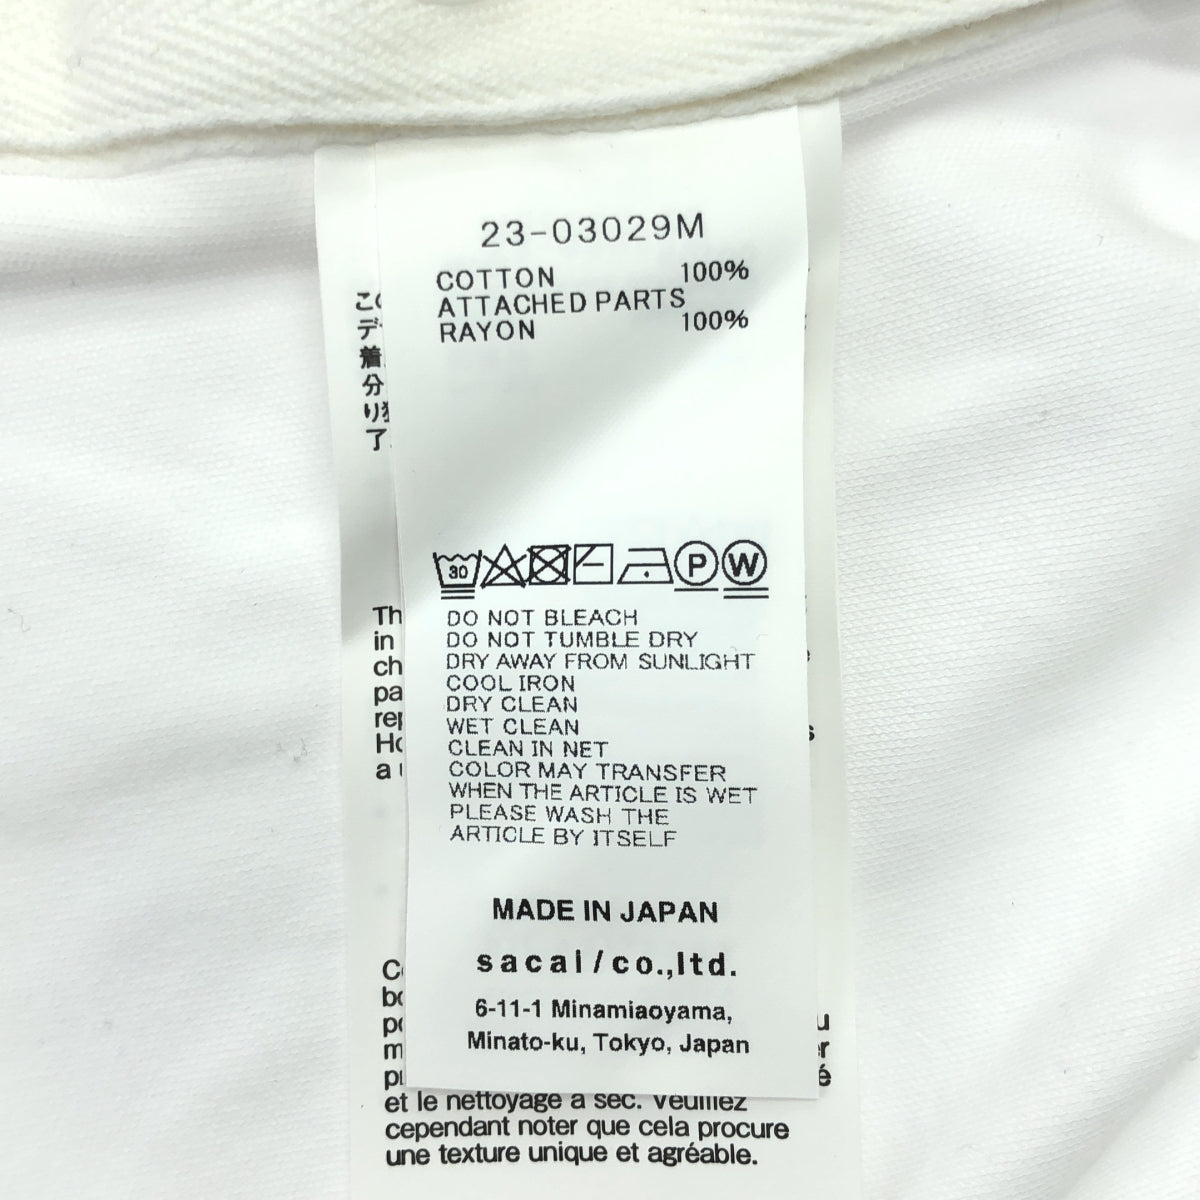 23-03029M
COTTON 100%
ATTACHED PARTS
RAYON 100%
30
P
W
DO NOT BLEACH
DO NOT TUMBLE DRY
DRY AWAY FROM SUNLIGHT
COOL IRON
DRY CLEAN
WET CLEAN
CLEAN IN NET
COLOR MAY TRANSFER
WHEN THE ARTICLE IS WET
PLEASE WASH THE
ARTICLE BY ITSELF
MADE IN JAPAN
sacai/co.,ltd.
6-11-1 Minamiaoyama,
Minato-ku, Tokyo, Japan
et le nettoyage à sec. Veuillez
cependant noter que cela procure
une texture unique et agréable.